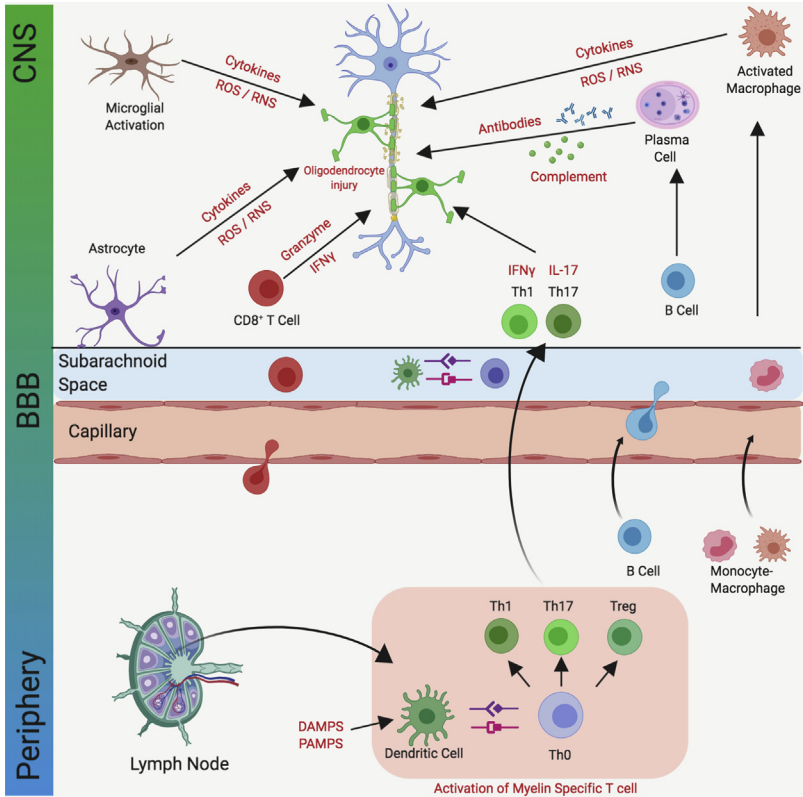 CNS
BBB
Periphery
Microglial
Activation
Cytokines
ROS / RNS
Cytokines
ROS / RNS
Activated
Macrophage
Antibodies
Complement
Plasma
Cell
Oligodendrocyte
injury
Astrocyte
Cytokines
ROS / RNS
Granzyme
IFNγ
CD8⁺ T Cell
IFNγ
IL-17
Th1
Th17
B Cell
Subarachnoid
Space
Capillary
B Cell
Monocyte-
Macrophage
Lymph Node
Th1
Th17
Treg
DAMPS
PAMPS
Dendritic Cell
Th0
Activation of Myelin Specific T cell